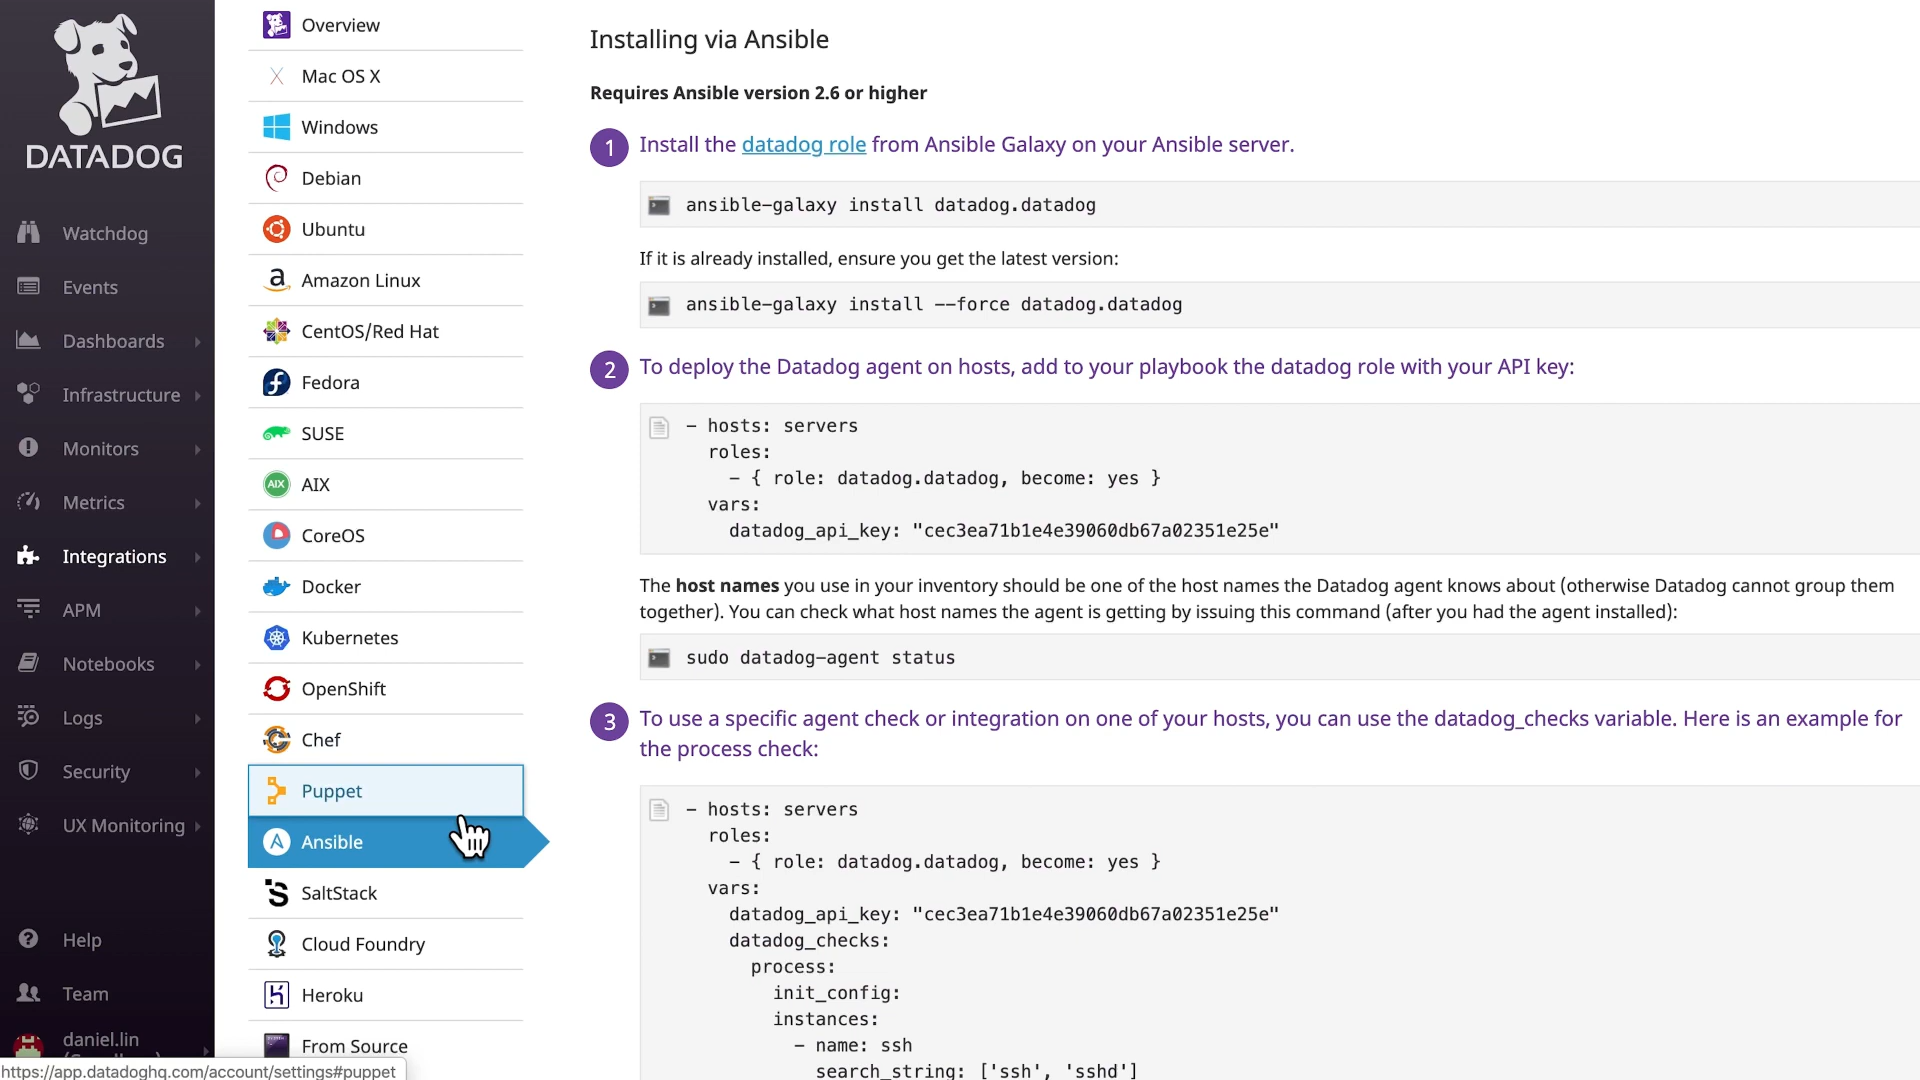 DATADOG
Watchdog
Events
Dashboards
Infrastructure
Monitors
Metrics
Integrations
APM
Notebooks
Logs
Security
UX Monitoring
Help
Team
daniel.lin
https://app.datadoghq.com/account/settings#puppet
Overview
Mac OS X
Windows
Debian
Ubuntu
Amazon Linux
CentOS/Red Hat
Fedora
SUSE
AIX
AIX
CoreOS
Docker
Kubernetes
OpenShift
Chef
Puppet
Ansible
SaltStack
Cloud Foundry
Heroku
From Source
Installing via Ansible
Requires Ansible version 2.6 or higher
1 Install the datadog role from Ansible Galaxy on your Ansible server.
ansible-galaxy install datadog.datadog
If it is already installed, ensure you get the latest version:
ansible-galaxy install --force datadog.datadog
2 To deploy the Datadog agent on hosts, add to your playbook the datadog role with your API key:
- hosts: servers
roles:
- { role: datadog.datadog, become: yes }
vars:
datadog_api_key: "cec3ea71b1e4e39060db67a02351e25e"
The host names you use in your inventory should be one of the host names the Datadog agent knows about (otherwise Datadog cannot group them
together). You can check what host names the agent is getting by issuing this command (after you had the agent installed):
sudo datadog-agent status
3 To use a specific agent check or integration on one of your hosts, you can use the datadog_checks variable. Here is an example for
the process check:
- hosts: servers
roles:
- { role: datadog.datadog, become: yes }
vars:
datadog_api_key: "cec3ea71b1e4e39060db67a02351e25e"
datadog_checks:
process:
init_config:
instances:
- name: ssh
search_string: ['ssh', 'sshd']